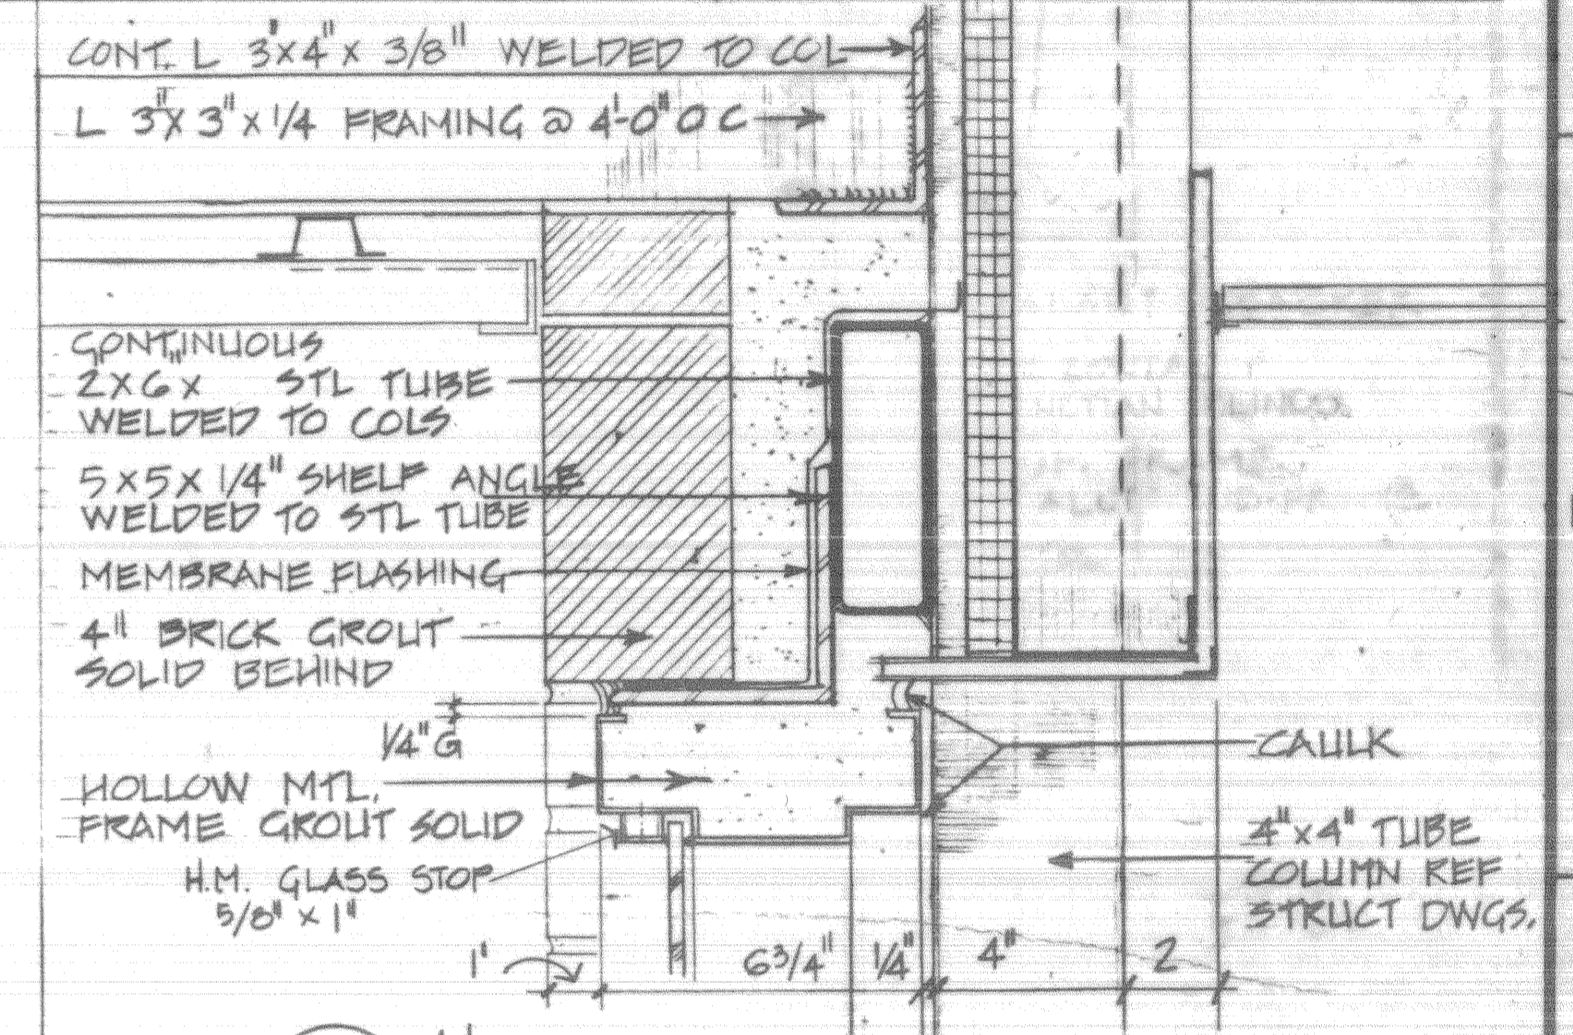 CONT. L 3"x4"x 3/8" WELDED TO COL
L 3"x 3"x 1/4 FRAMING @ 4'-0" O C
CONTINUOUS
2x6"x STL TUBE
WELDED TO COLS
5x5x 1/4" SHELF ANGLE
WELDED TO STL TUBE
MEMBRANE FLASHING
4" BRICK GROUT
SOLID BEHIND
1/4" G
HOLLOW MTL.
FRAME GROUT SOLID
H.M. GLASS STOP
5/8" x 1"
CAULK
4"x4" TUBE
COLUMN REF
STRUCT DWGS.
1" 6 3/4" 1/4" 4" 2